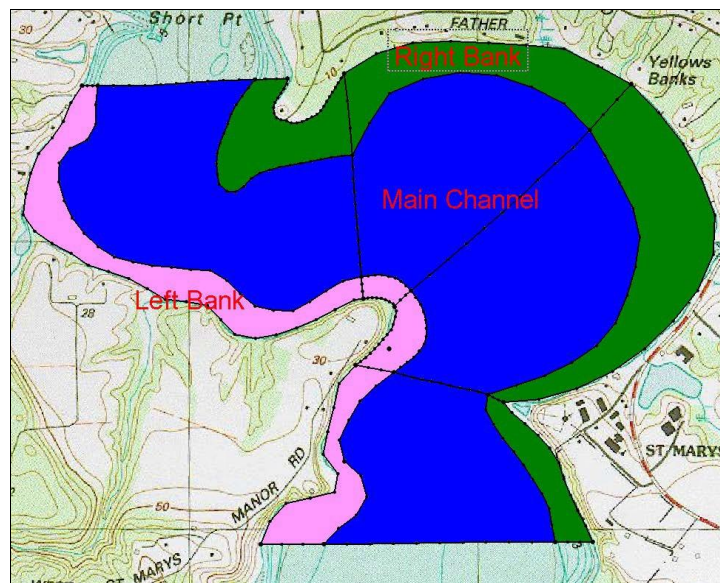 Short Pt
30
FATHER
10
Right Bank
Yellows
Banks
Main Channel
Left Bank
28
30
ST MARYS
MANOR RD
50
ST MARYS